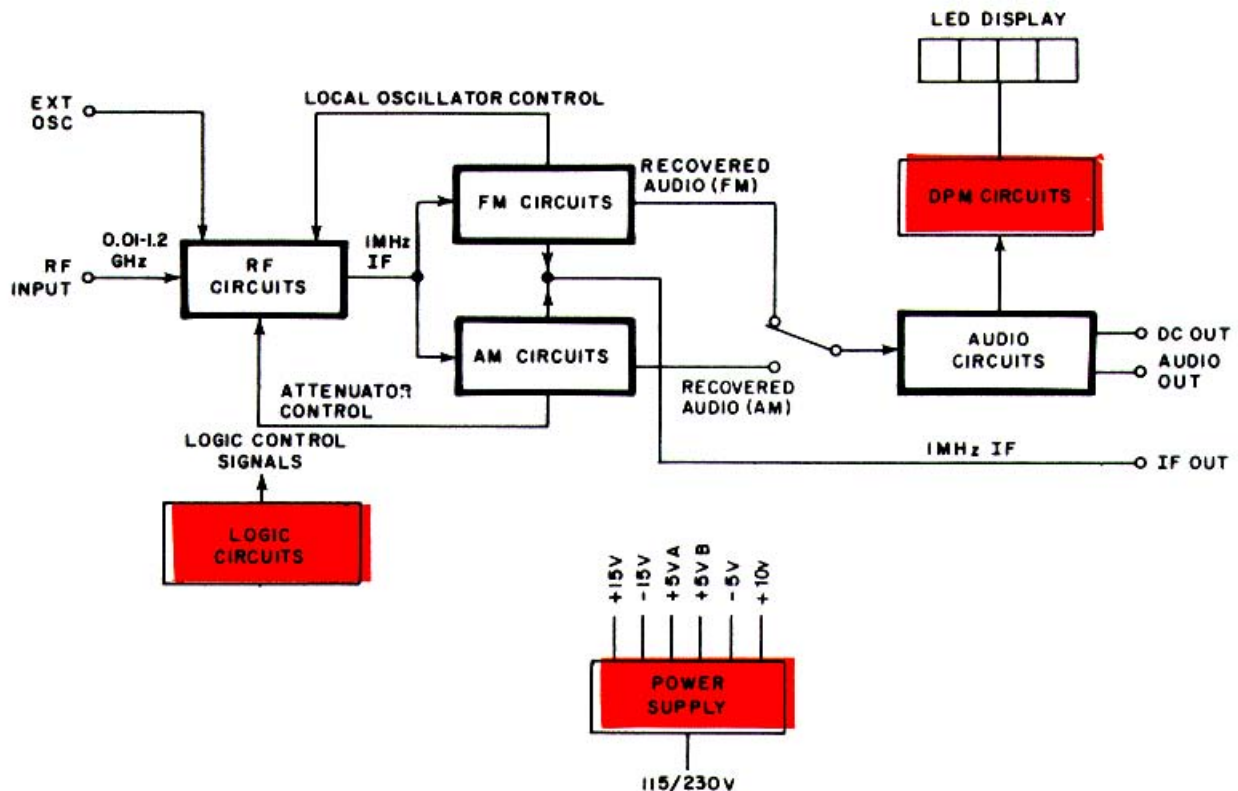 LED DISPLAY
EXT
OSC
LOCAL OSCILLATOR CONTROL
RECOVERED
AUDIO (FM)
DPM CIRCUITS
FM CIRCUITS
0.01-1.2
GHz
1MHz
IF
RF
INPUT
RF
CIRCUITS
AM CIRCUITS
AUDIO
CIRCUITS
DC OUT
AUDIO
OUT
ATTENUATOR
CONTROL
RECOVERED
AUDIO (AM)
LOGIC CONTROL
SIGNALS
1MHz IF
IF OUT
LOGIC
CIRCUITS
+15V
-15V
+5V A
+5V B
-5V
+10V
POWER
SUPPLY
115/230V